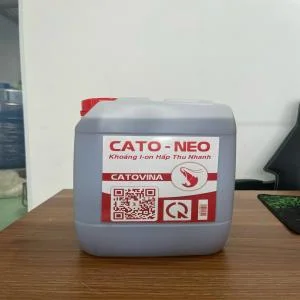 CATO - NEO
Khoáng I-on Hấp Thu Nhanh
CATOVINA